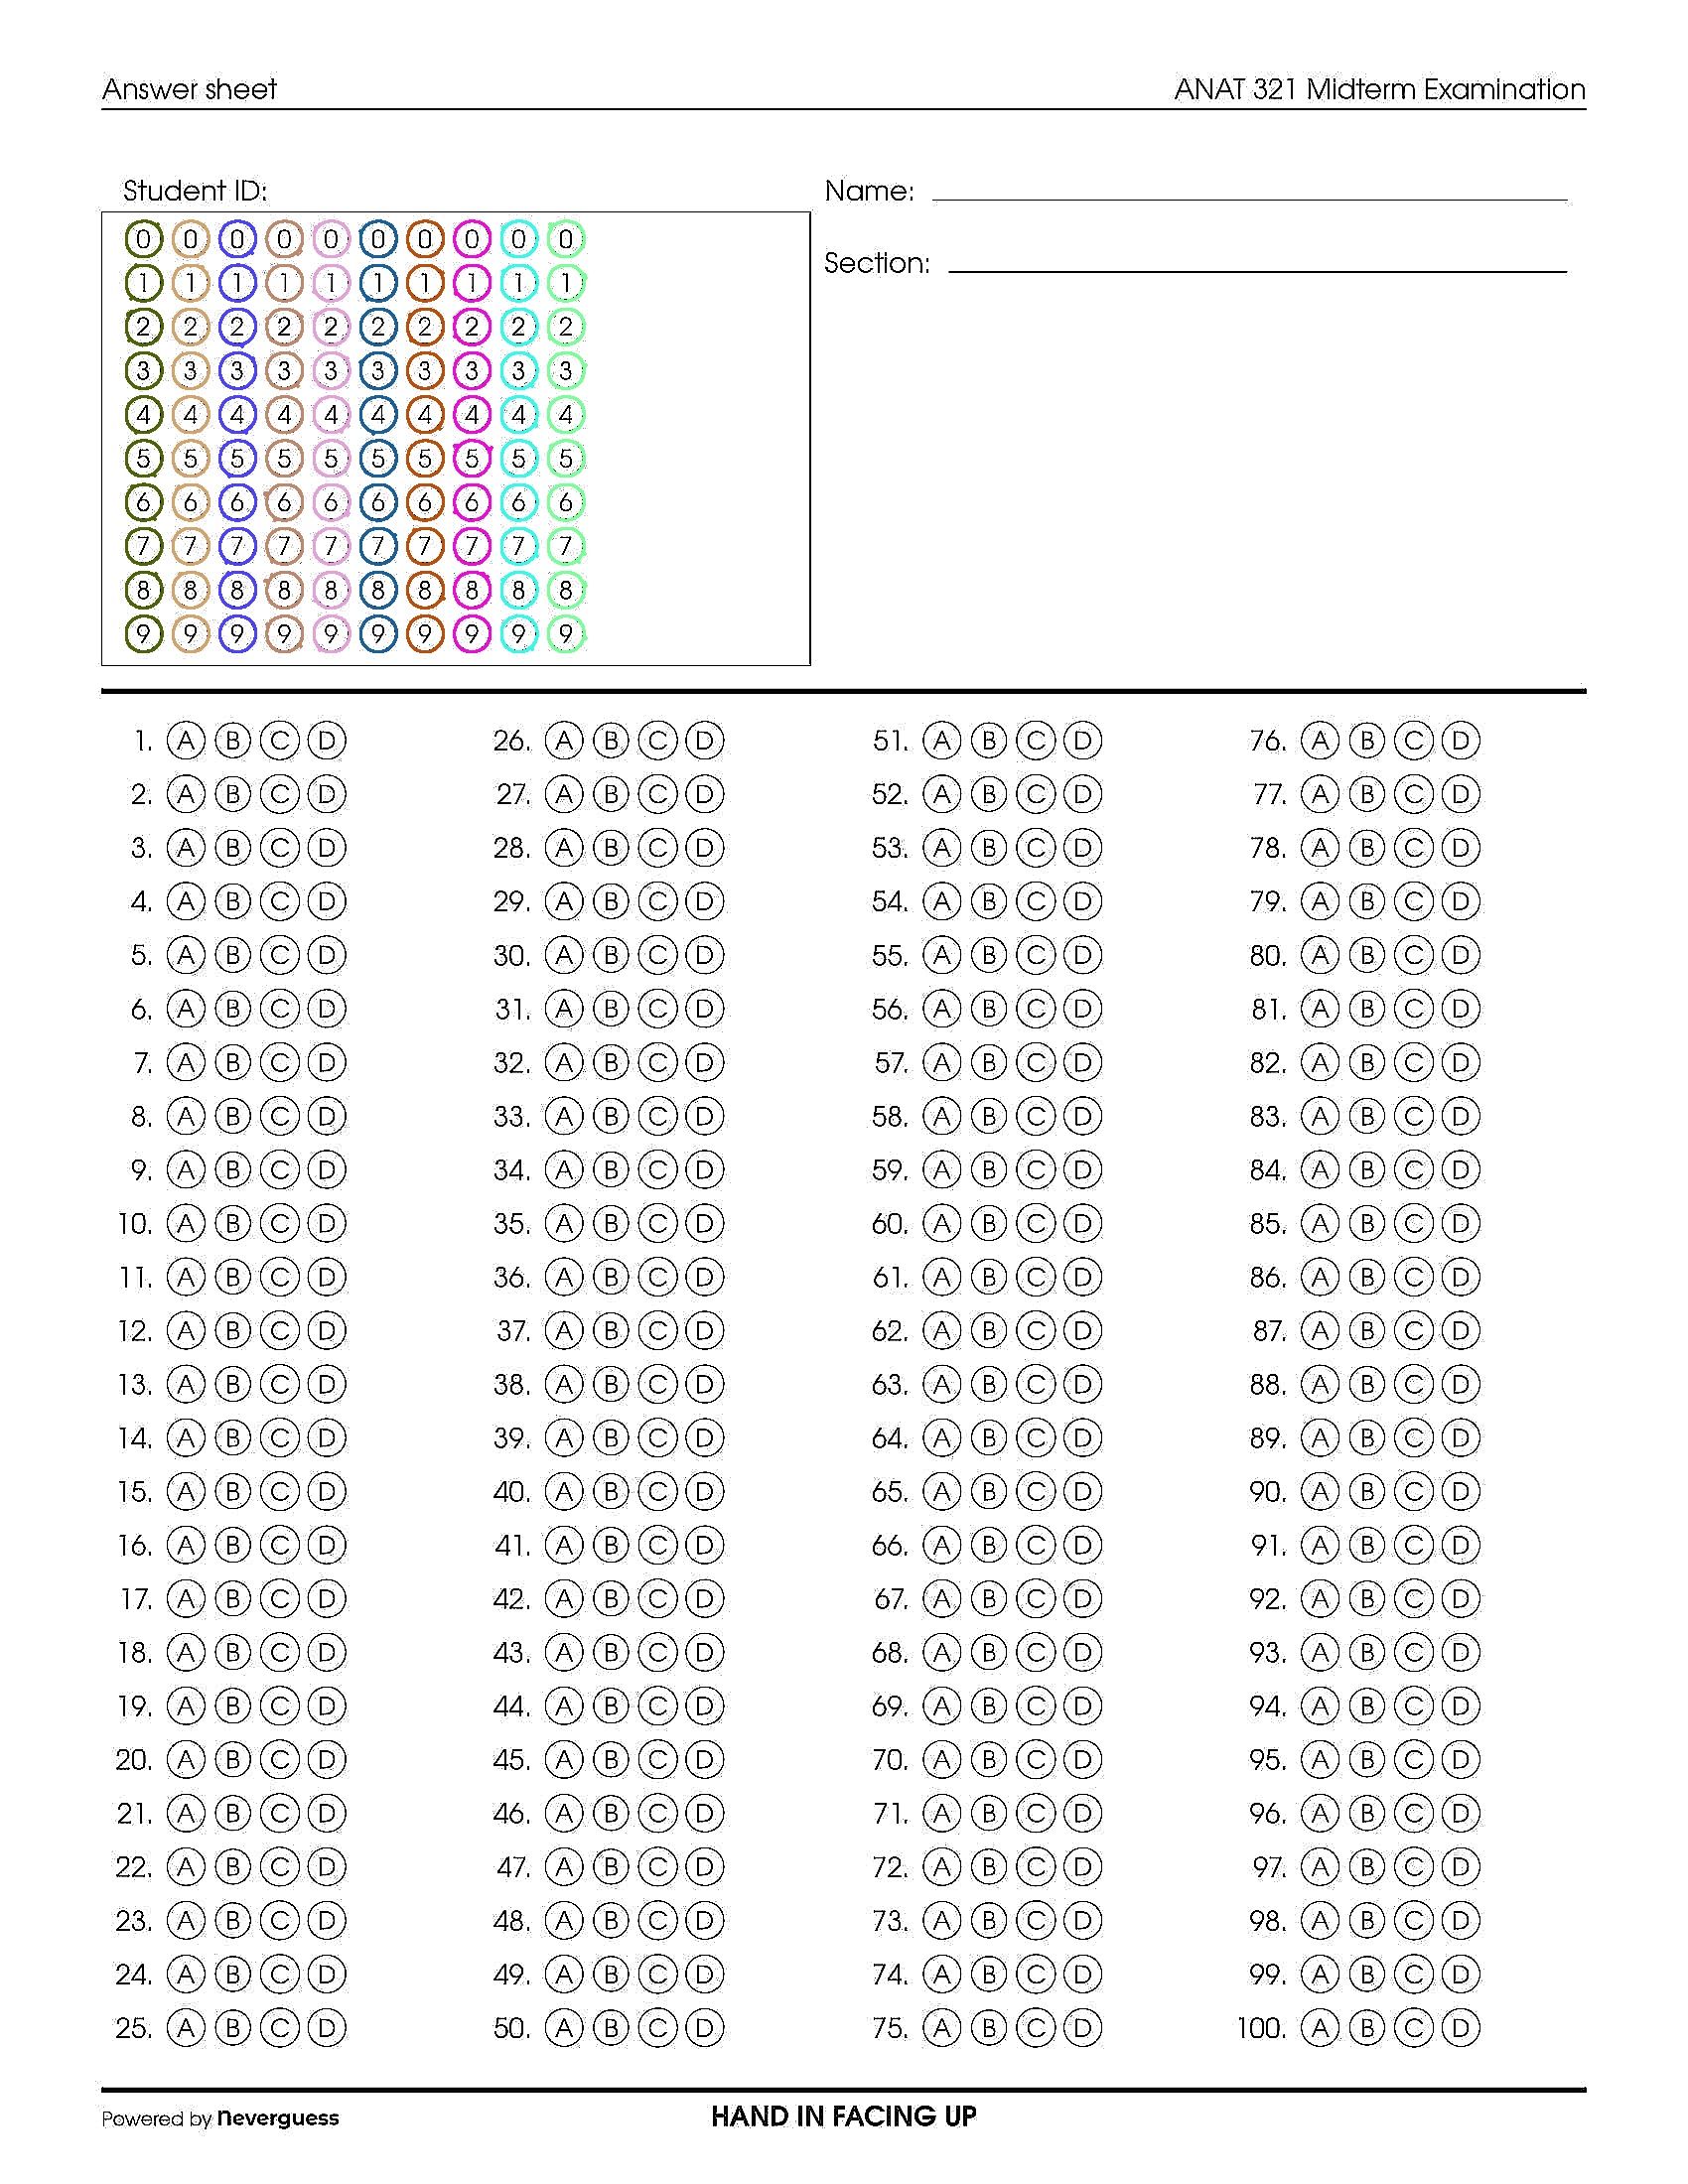 Answer sheet ANAT 321 Midterm Examination
Student ID: Name:
Section:
0 0 0 0 0 0 0 0 0 0
1 1 1 1 1 1 1 1 1 1
2 2 2 2 2 2 2 2 2 2
3 3 3 3 3 3 3 3 3 3
4 4 4 4 4 4 4 4 4 4
5 5 5 5 5 5 5 5 5 5
6 6 6 6 6 6 6 6 6 6
7 7 7 7 7 7 7 7 7 7
8 8 8 8 8 8 8 8 8 8
9 9 9 9 9 9 9 9 9 9
1. A B C D 26. A B C D 51. A B C D 76. A B C D
2. A B C D 27. A B C D 52. A B C D 77. A B C D
3. A B C D 28. A B C D 53. A B C D 78. A B C D
4. A B C D 29. A B C D 54. A B C D 79. A B C D
5. A B C D 30. A B C D 55. A B C D 80. A B C D
6. A B C D 31. A B C D 56. A B C D 81. A B C D
7. A B C D 32. A B C D 57. A B C D 82. A B C D
8. A B C D 33. A B C D 58. A B C D 83. A B C D
9. A B C D 34. A B C D 59. A B C D 84. A B C D
10. A B C D 35. A B C D 60. A B C D 85. A B C D
11. A B C D 36. A B C D 61. A B C D 86. A B C D
12. A B C D 37. A B C D 62. A B C D 87. A B C D
13. A B C D 38. A B C D 63. A B C D 88. A B C D
14. A B C D 39. A B C D 64. A B C D 89. A B C D
15. A B C D 40. A B C D 65. A B C D 90. A B C D
16. A B C D 41. A B C D 66. A B C D 91. A B C D
17. A B C D 42. A B C D 67. A B C D 92. A B C D
18. A B C D 43. A B C D 68. A B C D 93. A B C D
19. A B C D 44. A B C D 69. A B C D 94. A B C D
20. A B C D 45. A B C D 70. A B C D 95. A B C D
21. A B C D 46. A B C D 71. A B C D 96. A B C D
22. A B C D 47. A B C D 72. A B C D 97. A B C D
23. A B C D 48. A B C D 73. A B C D 98. A B C D
24. A B C D 49. A B C D 74. A B C D 99. A B C D
25. A B C D 50. A B C D 75. A B C D 100. A B C D
Powered by neverguess HAND IN FACING UP